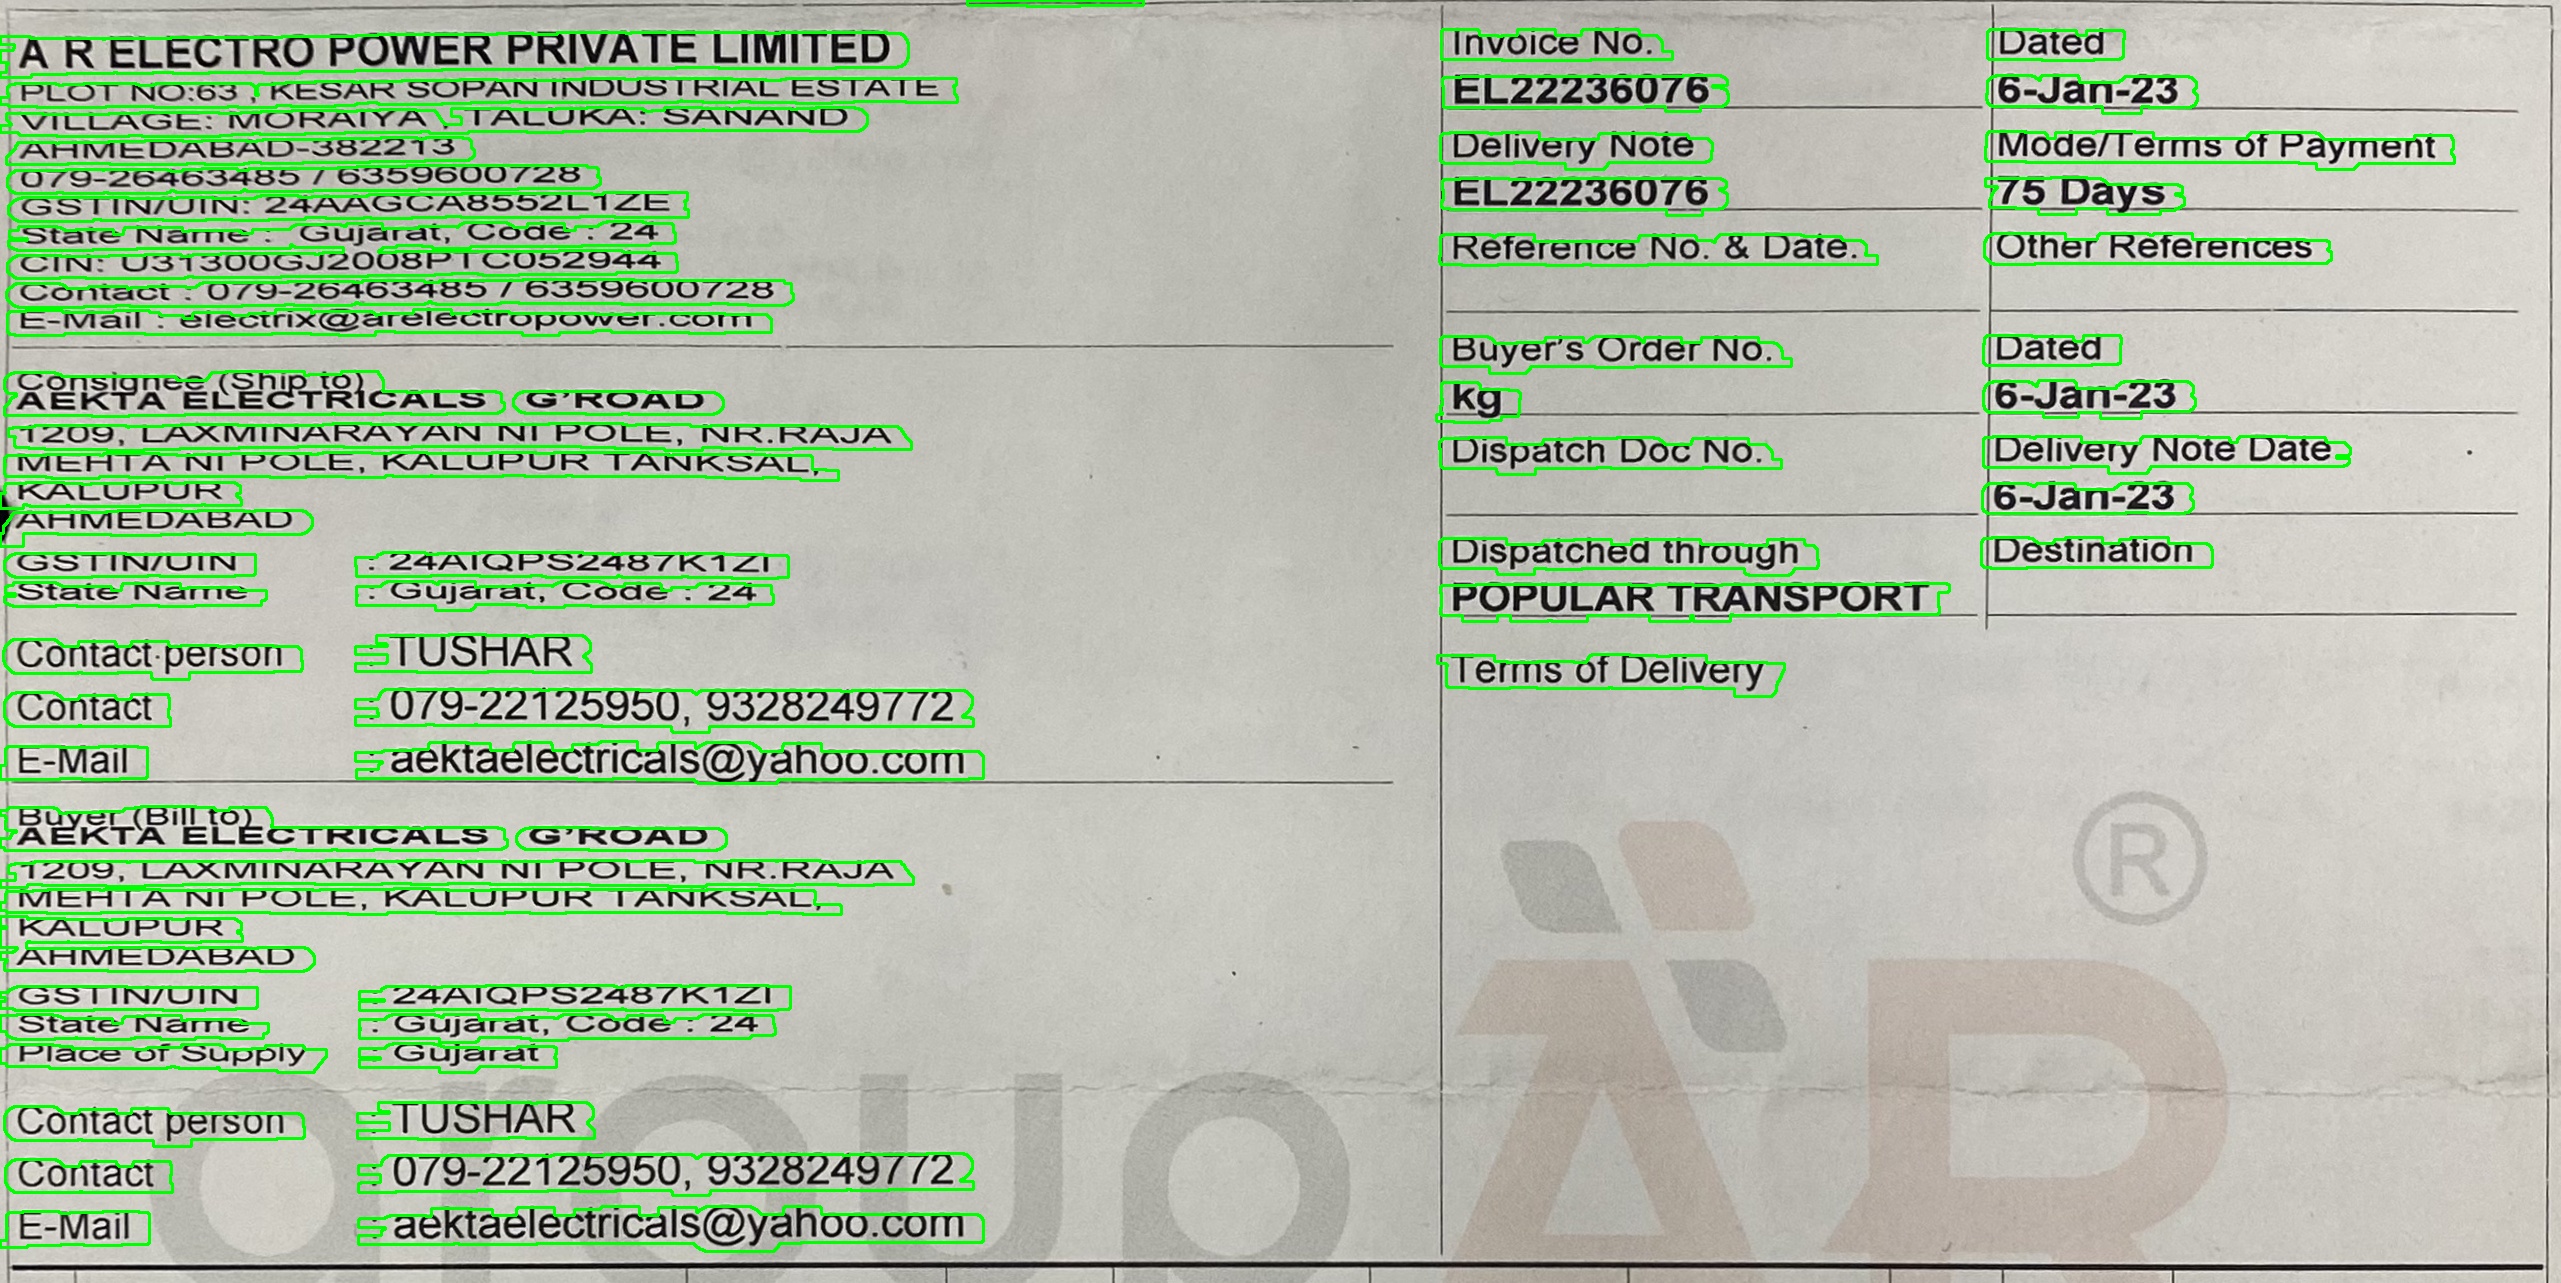 A R ELECTRO POWER PRIVATE LIMITED
PLOT NO:63 , KESAR SOPAN INDUSTRIAL ESTATE
VILLAGE: MORAIYA , TALUKA: SANAND
AHMEDABAD-382213
079-26463485 / 6359600728
GSTIN/UIN: 24AAGCA8552L1ZE
State Name : Gujarat, Code : 24
CIN: U31300GJ2008PTC052944
Contact : 079-26463485 / 6359600728
E-Mail : electrix@arelectropower.com
Consignee (Ship to)
AEKTA ELECTRICALS G'ROAD
1209, LAXMINARAYAN NI POLE, NR.RAJA
MEHTA NI POLE, KALUPUR TANKSAL,
KALUPUR
AHMEDABAD
GSTIN/UIN : 24AIQPS2487K1ZI
State Name : Gujarat, Code : 24
Contact person : TUSHAR
Contact : 079-22125950, 9328249772
E-Mail : aektaelectricals@yahoo.com
Buyer (Bill to)
AEKTA ELECTRICALS G'ROAD
1209, LAXMINARAYAN NI POLE, NR.RAJA
MEHTA NI POLE, KALUPUR TANKSAL,
KALUPUR
AHMEDABAD
GSTIN/UIN : 24AIQPS2487K1ZI
State Name : Gujarat, Code : 24
Place of Supply : Gujarat
Contact person : TUSHAR
Contact : 079-22125950, 9328249772
E-Mail : aektaelectricals@yahoo.com
Invoice No.
EL22236076
Dated
6-Jan-23
Delivery Note
EL22236076
Mode/Terms of Payment
75 Days
Reference No. & Date.
Other References
Buyer's Order No.
kg
Dated
6-Jan-23
Dispatch Doc No.
Delivery Note Date
6-Jan-23
Dispatched through
POPULAR TRANSPORT
Destination
Terms of Delivery
group AR ®